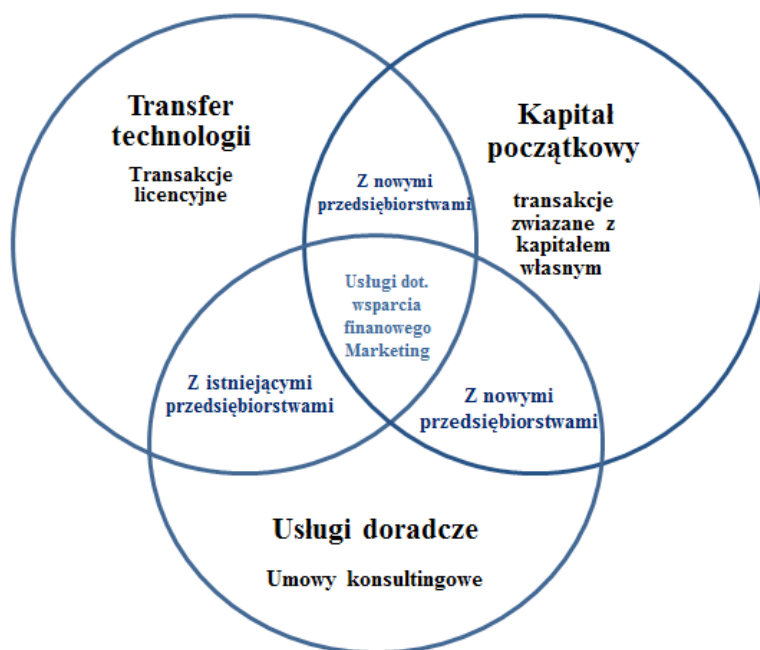 Transfer
technologii
Transakcje
licencyjne
Kapitał
początkowy
transakcje
zwiazane z
kapitałem
własnym
Z nowymi
przedsiębiorstwami
Usługi dot.
wsparcia
finanowego
Marketing
Z istniejącymi
przedsiębiorstwami
Z nowymi
przedsiębiorstwami
Usługi doradcze
Umowy konsultingowe